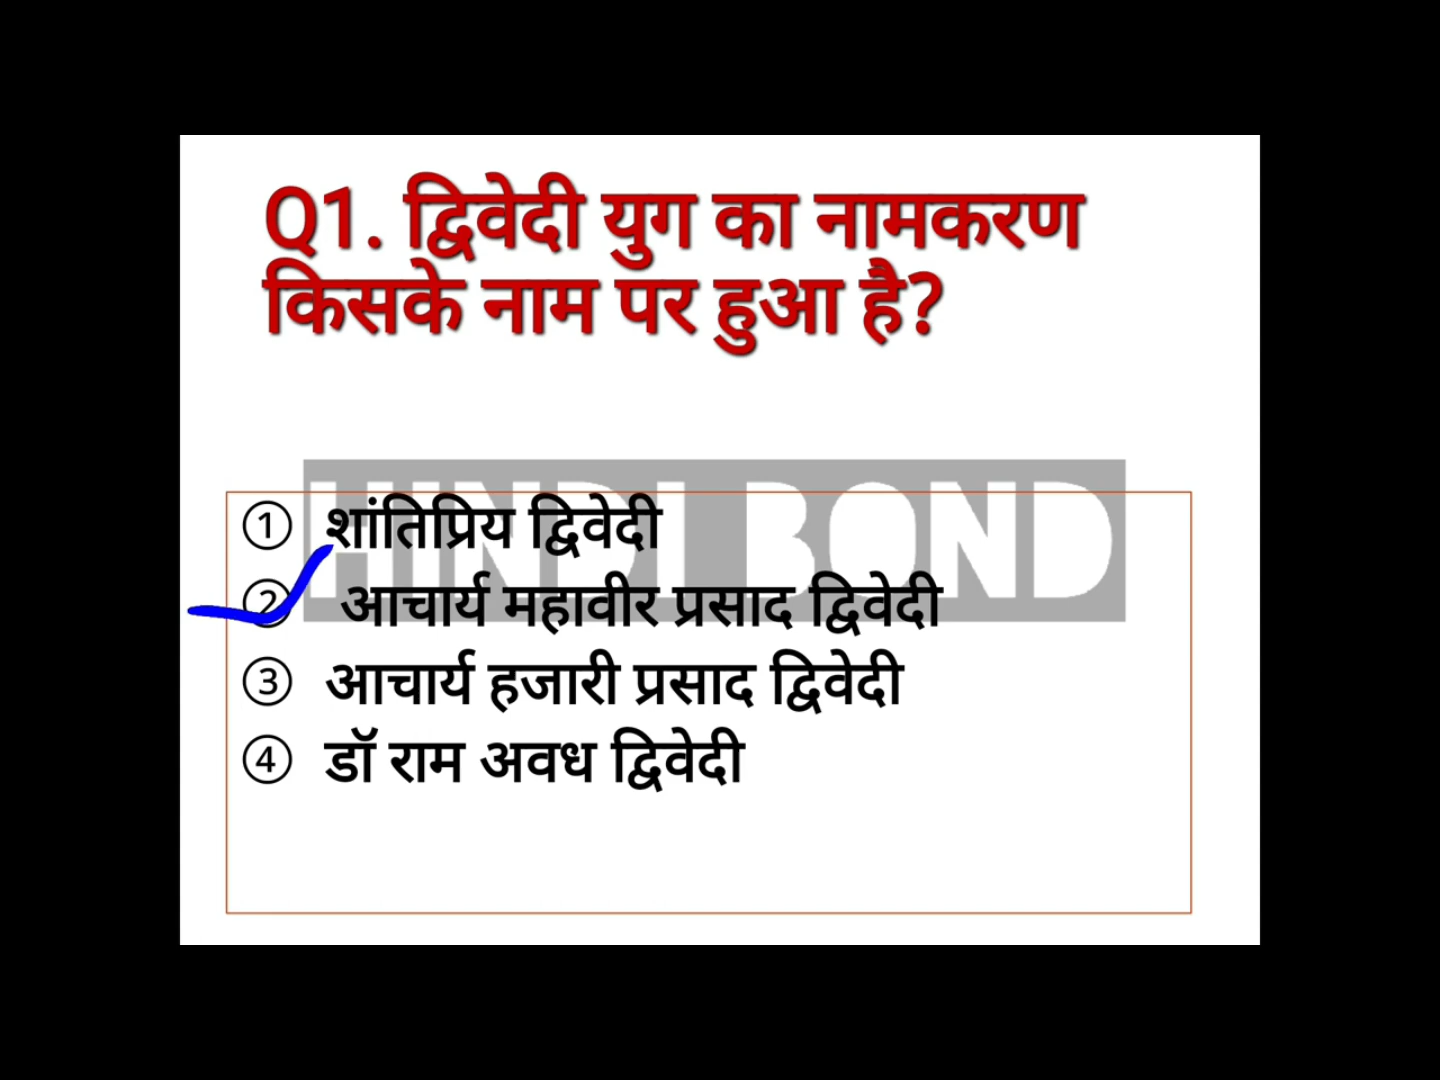 Q1. द्विवेदी युग का नामकरण
किसके नाम पर हुआ है?
HINDI BOND
① शांतिप्रिय द्विवेदी
② आचार्य महावीर प्रसाद द्विवेदी
③ आचार्य हजारी प्रसाद द्विवेदी
④ डॉ राम अवध द्विवेदी